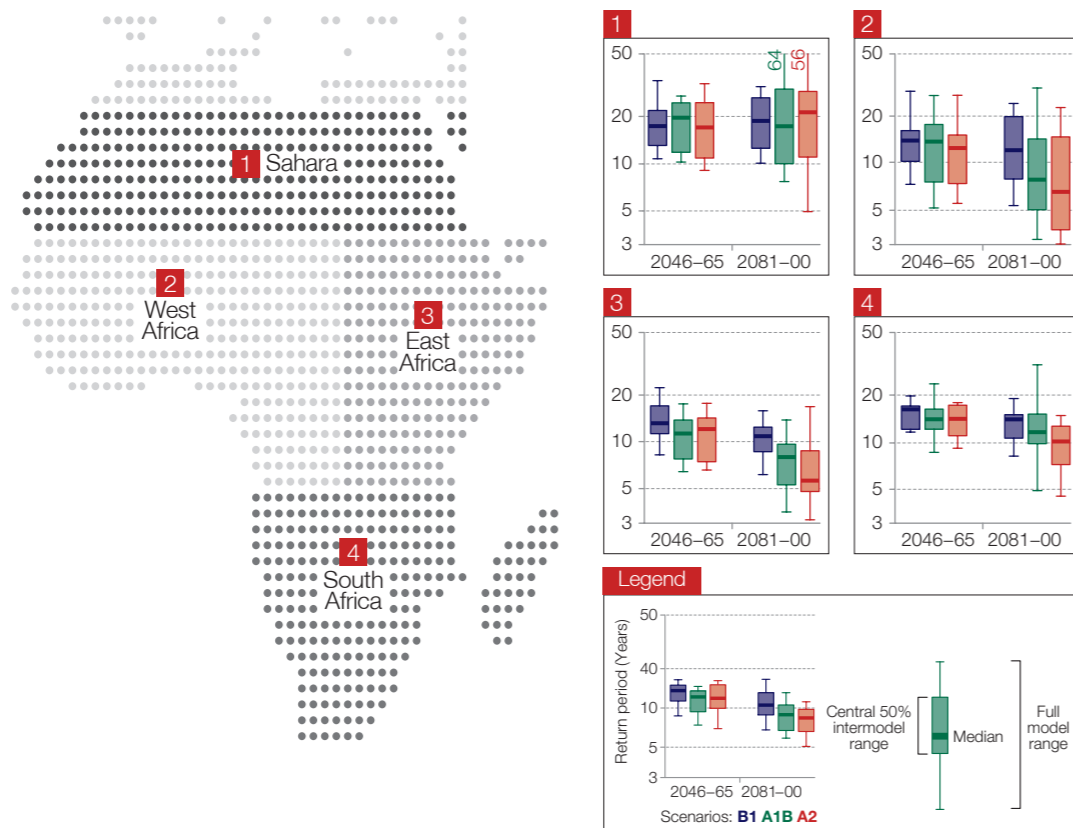 1 Sahara
2
West
Africa
3
East
Africa
4
South
Africa
1
50
20
10
5
3
64
56
2046–65 2081–00
2
50
20
10
5
3
2046–65 2081–00
3
50
20
10
5
3
2046–65 2081–00
4
50
20
10
5
3
2046–65 2081–00
Legend
Return period (Years)
50
40
10
5
3
2046–65 2081–00
Scenarios: B1 A1B A2
Central 50%
intermodel
range
Median
Full
model
range